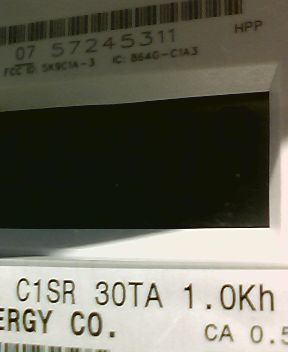 07 57245311 HPP
FCC ID: SK9C1A-3 IC: 864G-C1A3
C1SR 30TA 1.0Kh
ERGY CO. CA 0.5